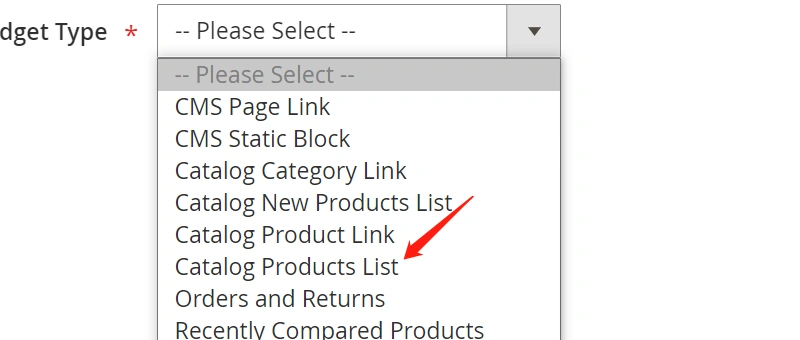 dget Type * -- Please Select --
-- Please Select --
CMS Page Link
CMS Static Block
Catalog Category Link
Catalog New Products List
Catalog Product Link
Catalog Products List
Orders and Returns
Recently Compared Products